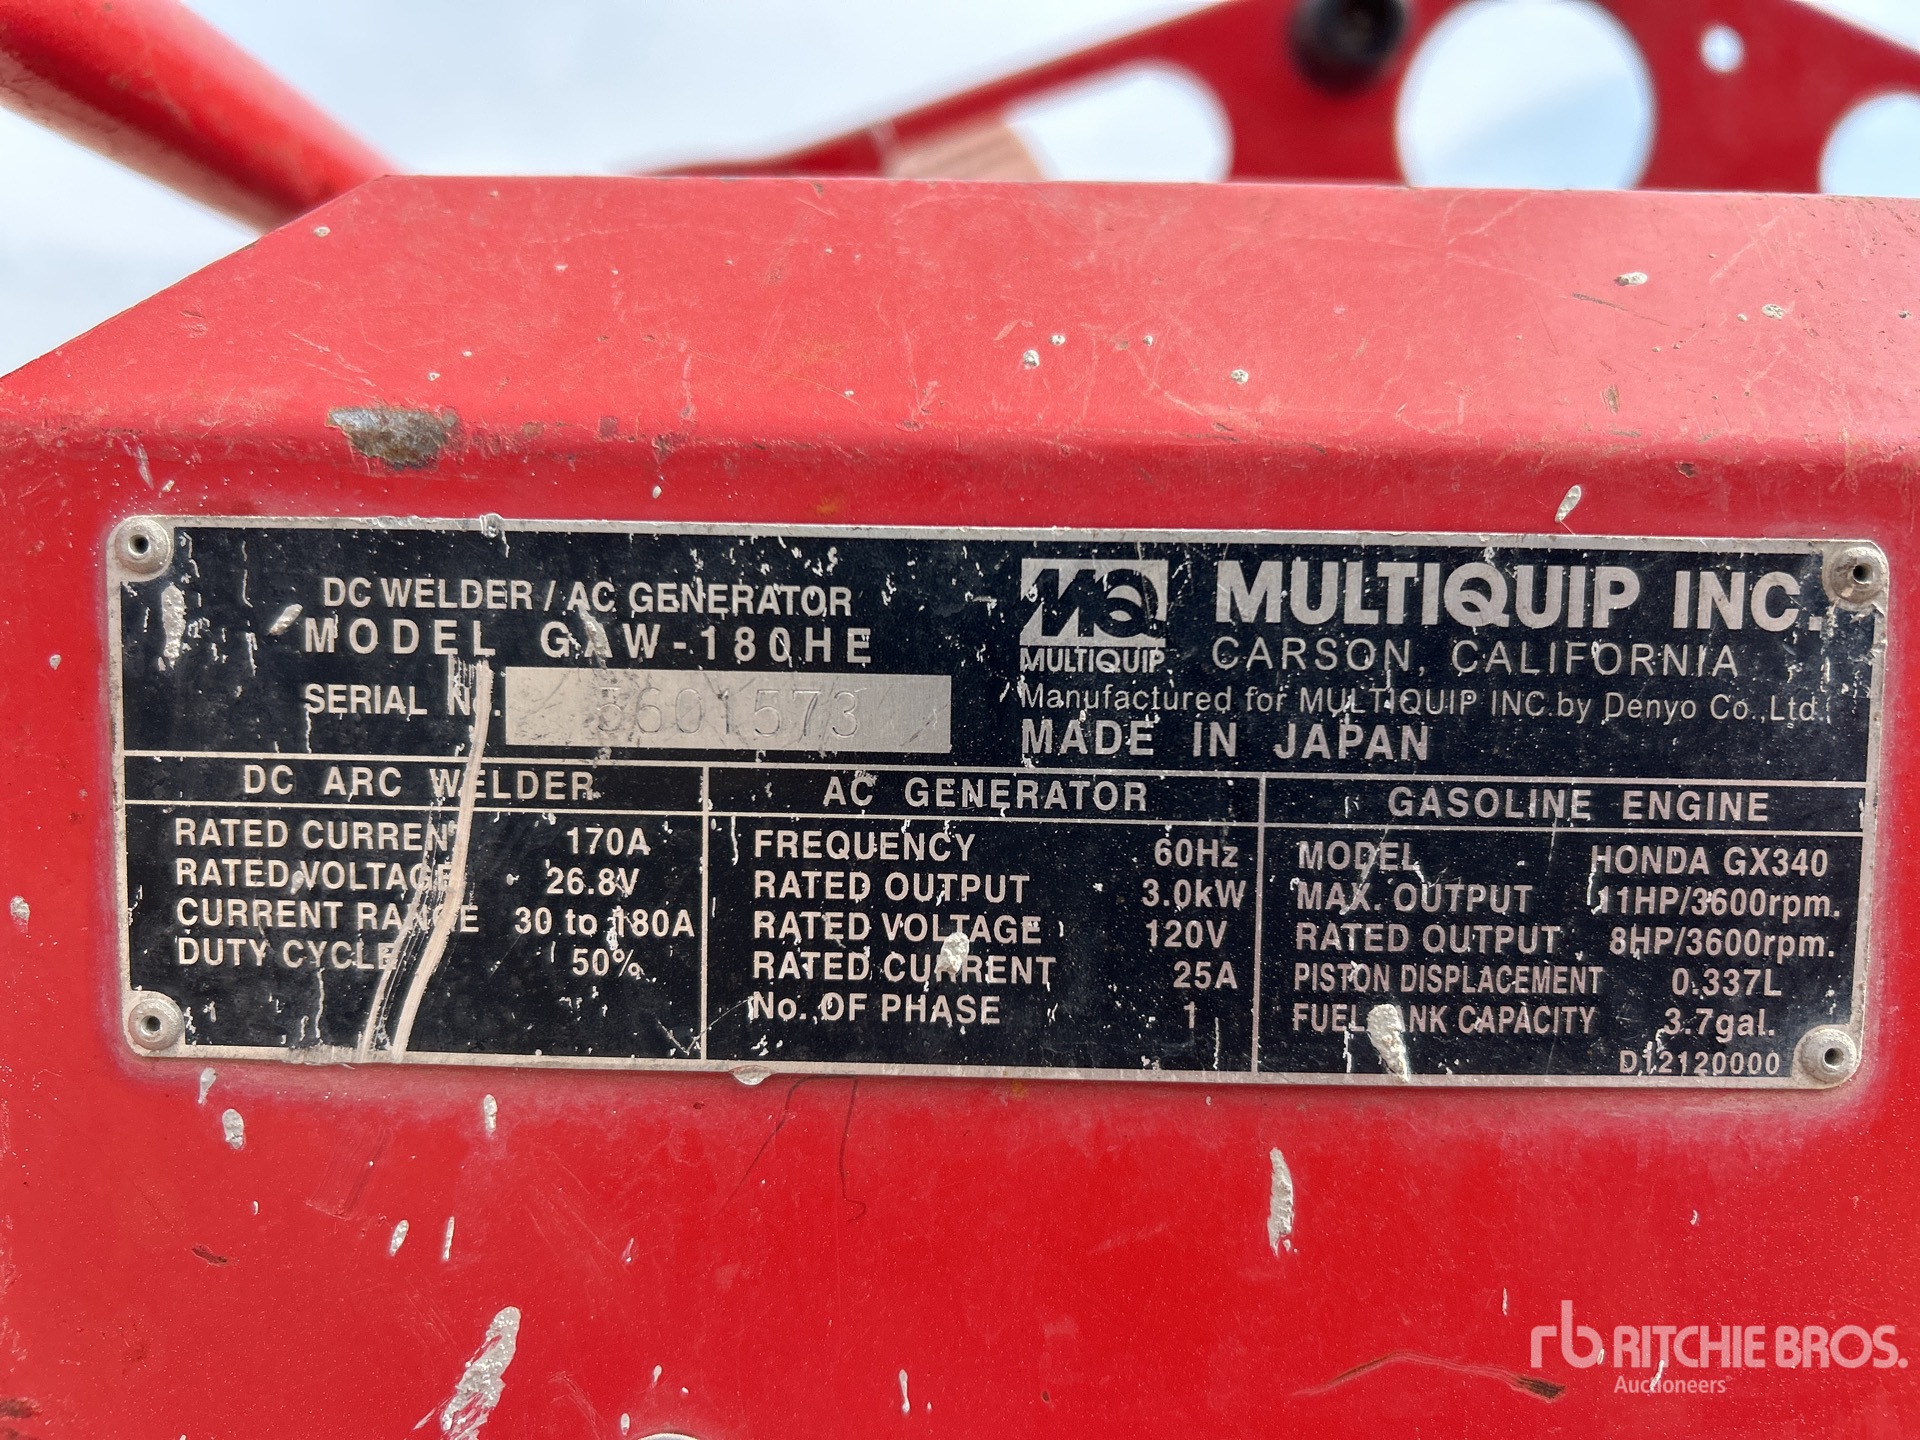 DC WELDER / AC GENERATOR
MODEL GAW-180HE
SERIAL No. 5601573
MQ
MULTIQUIP
MULTIQUIP INC.
CARSON, CALIFORNIA
Manufactured for MULTIQUIP INC. by Denyo Co., Ltd.
MADE IN JAPAN
DC ARC WELDER
RATED CURRENT 170A
RATED VOLTAGE 26.8V
CURRENT RANGE 30 to 180A
DUTY CYCLE 50%
AC GENERATOR
FREQUENCY 60Hz
RATED OUTPUT 3.0kW
RATED VOLTAGE 120V
RATED CURRENT 25A
No. OF PHASE 1
GASOLINE ENGINE
MODEL HONDA GX340
MAX. OUTPUT 11HP/3600rpm.
RATED OUTPUT 8HP/3600rpm.
PISTON DISPLACEMENT 0.337L
FUEL TANK CAPACITY 3.7gal.
D12120000
rb RITCHIE BROS.
Auctioneers